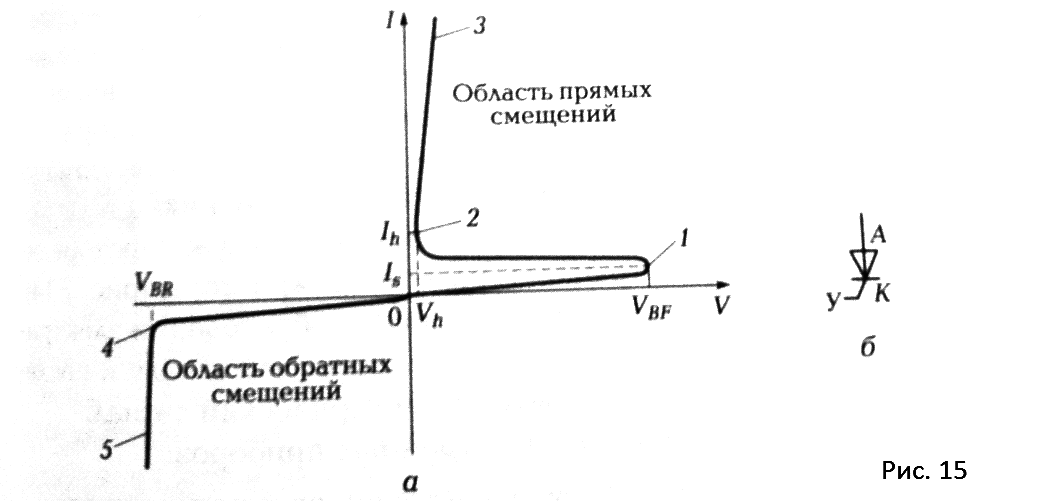 I
3
Область прямых
смещений
I_h
2
1
I_s
V_BR
0
V_h
V_BF
V
4
Область обратных
смещений
5
а
А
У
К
б
Рис. 15